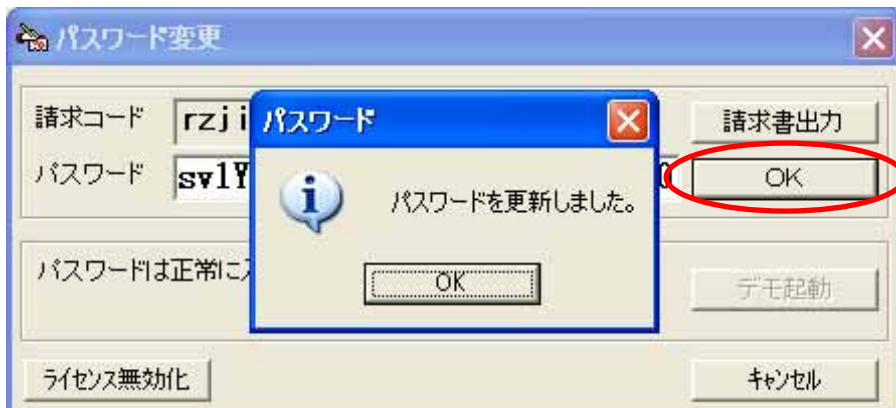 パスワード変更
請求コード rzji
請求書出力
パスワード sv1¥
OK
パスワード
パスワードを更新しました。
OK
パスワードは正常に
デモ起動
ライセンス無効化
キャンセル